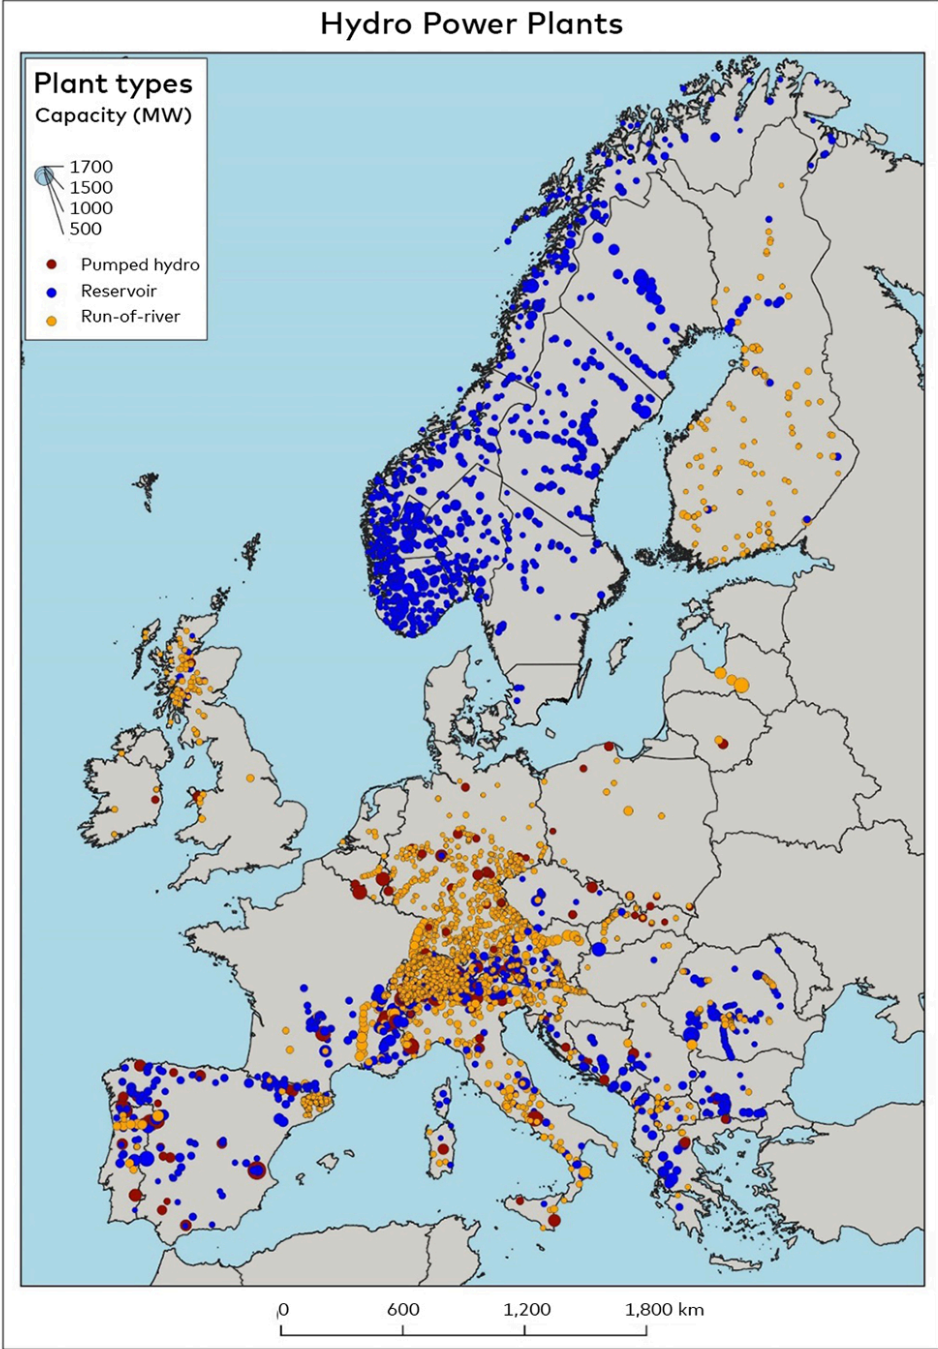 Hydro Power Plants
Plant types
Capacity (MW)
1700
1500
1000
500
Pumped hydro
Reservoir
Run-of-river
0 600 1,200 1,800 km